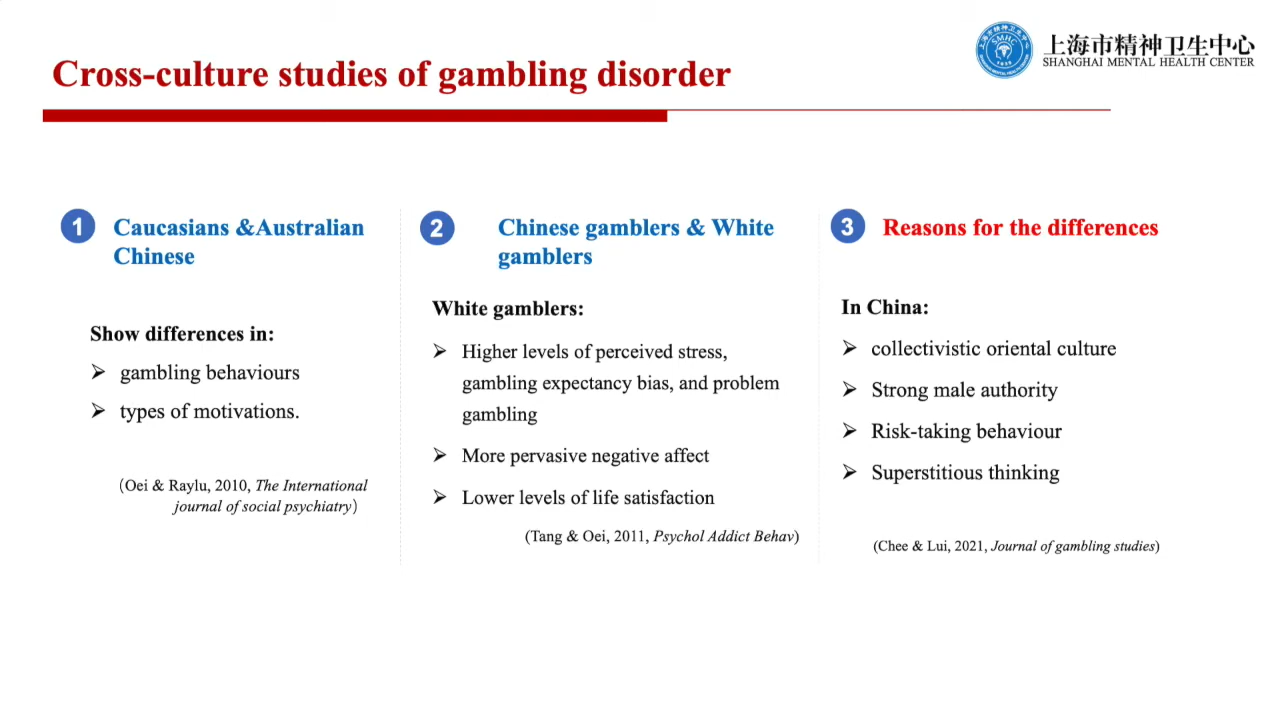 Cross-culture studies of gambling disorder
SMHC
上海市精神卫生中心
SHANGHAI MENTAL HEALTH CENTER
1
Caucasians &Australian
Chinese
Show differences in:
➢ gambling behaviours
➢ types of motivations.
(Oei & Raylu, 2010, The International
journal of social psychiatry)
2
Chinese gamblers & White
gamblers
White gamblers:
➢ Higher levels of perceived stress,
gambling expectancy bias, and problem
gambling
➢ More pervasive negative affect
➢ Lower levels of life satisfaction
(Tang & Oei, 2011, Psychol Addict Behav)
3
Reasons for the differences
In China:
➢ collectivistic oriental culture
➢ Strong male authority
➢ Risk-taking behaviour
➢ Superstitious thinking
(Chee & Lui, 2021, Journal of gambling studies)